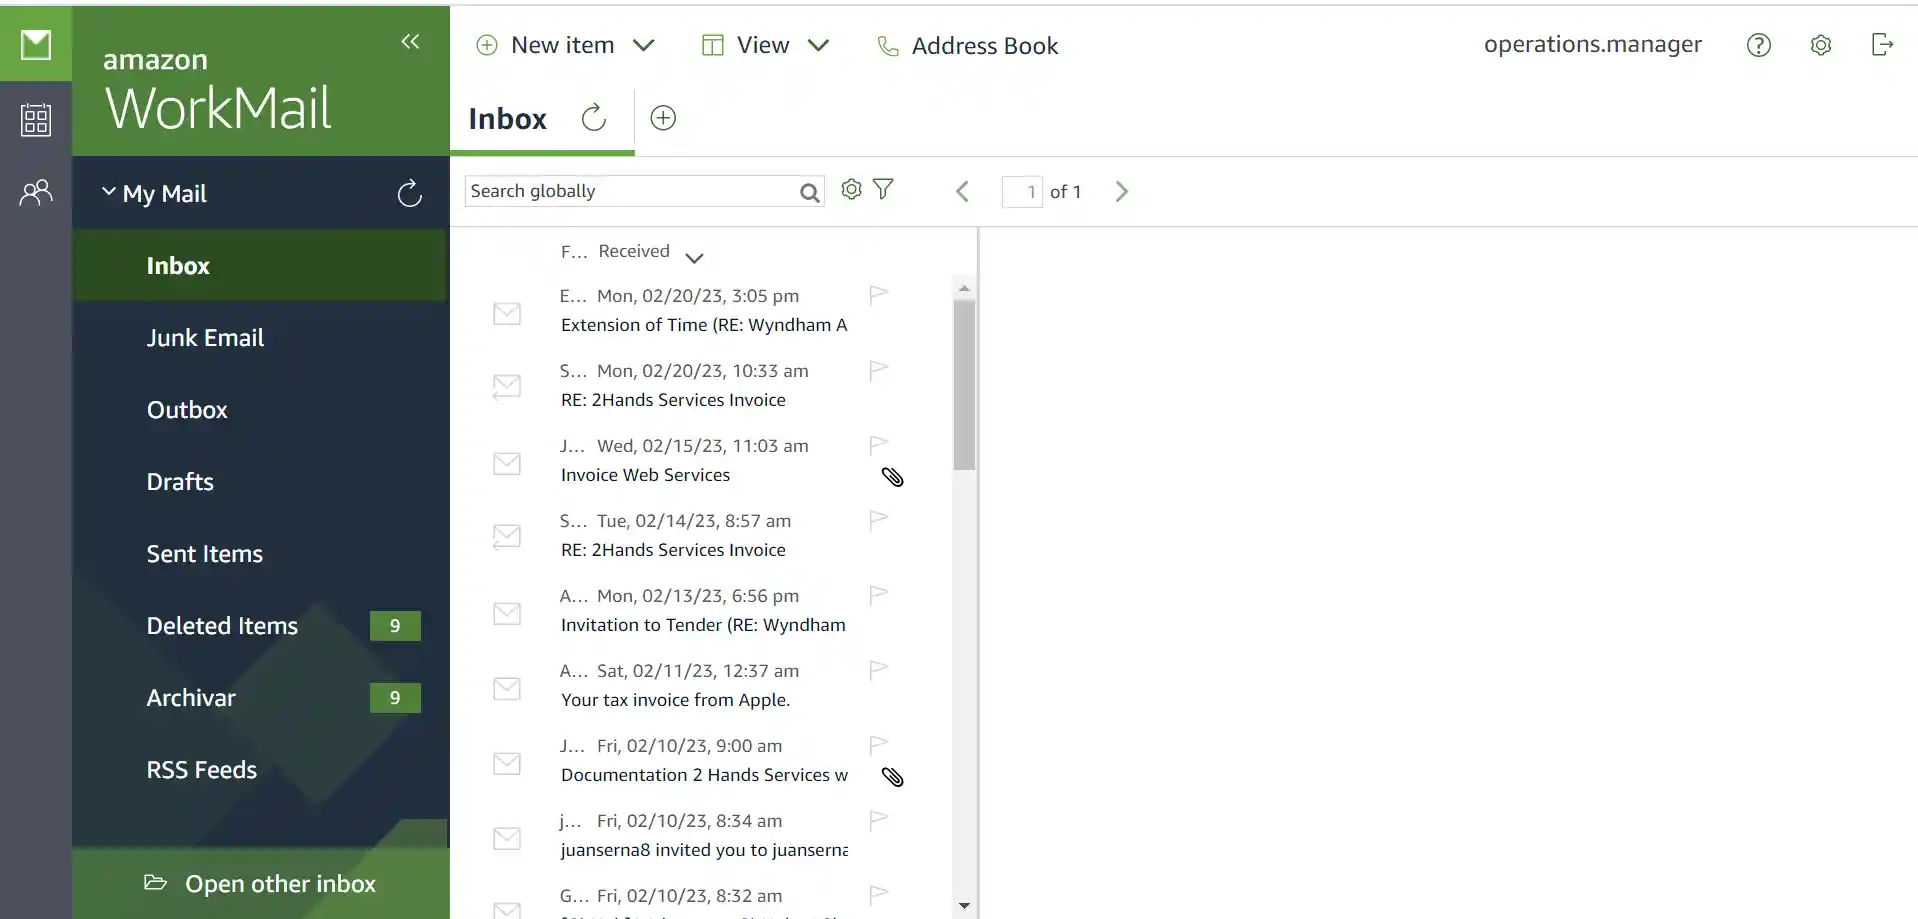 amazon
WorkMail
New item
View
Address Book
operations.manager
Inbox
My Mail
Inbox
Junk Email
Outbox
Drafts
Sent Items
Deleted Items 9
Archivar 9
RSS Feeds
Open other inbox
Search globally
1 of 1
F... Received
E... Mon, 02/20/23, 3:05 pm
Extension of Time (RE: Wyndham A
S... Mon, 02/20/23, 10:33 am
RE: 2Hands Services Invoice
J... Wed, 02/15/23, 11:03 am
Invoice Web Services
S... Tue, 02/14/23, 8:57 am
RE: 2Hands Services Invoice
A... Mon, 02/13/23, 6:56 pm
Invitation to Tender (RE: Wyndham
A... Sat, 02/11/23, 12:37 am
Your tax invoice from Apple.
J... Fri, 02/10/23, 9:00 am
Documentation 2 Hands Services w
j... Fri, 02/10/23, 8:34 am
juanserna8 invited you to juanserna
G... Fri, 02/10/23, 8:32 am